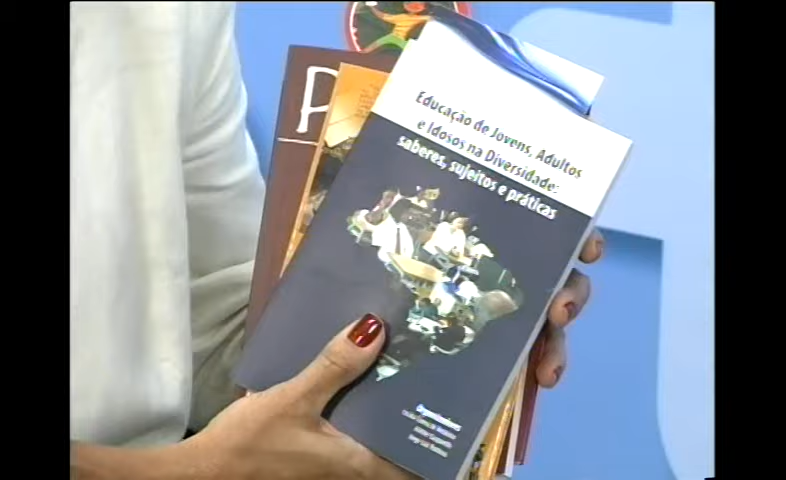 P
Educação de Jovens, Adultos
e Idosos na Diversidade:
saberes, sujeitos e práticas
Organizadores